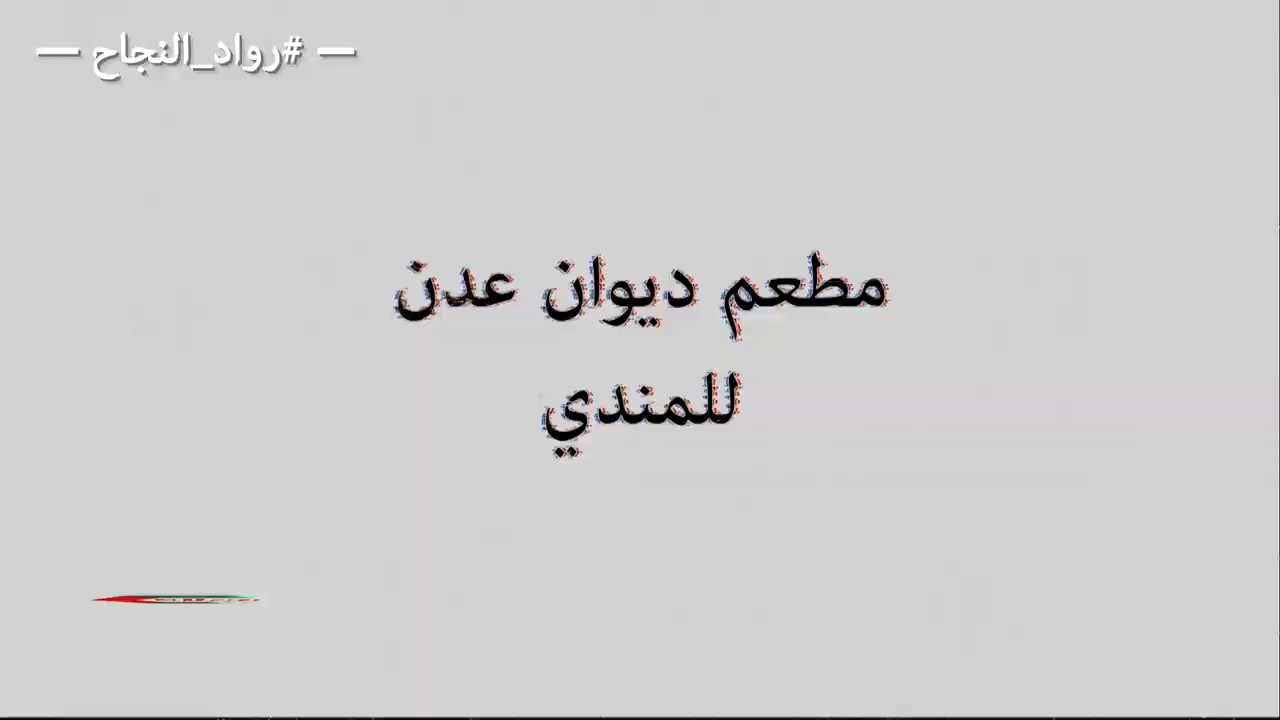 — #رواد_النجاح —
مطعم ديوان عدن
للمندي